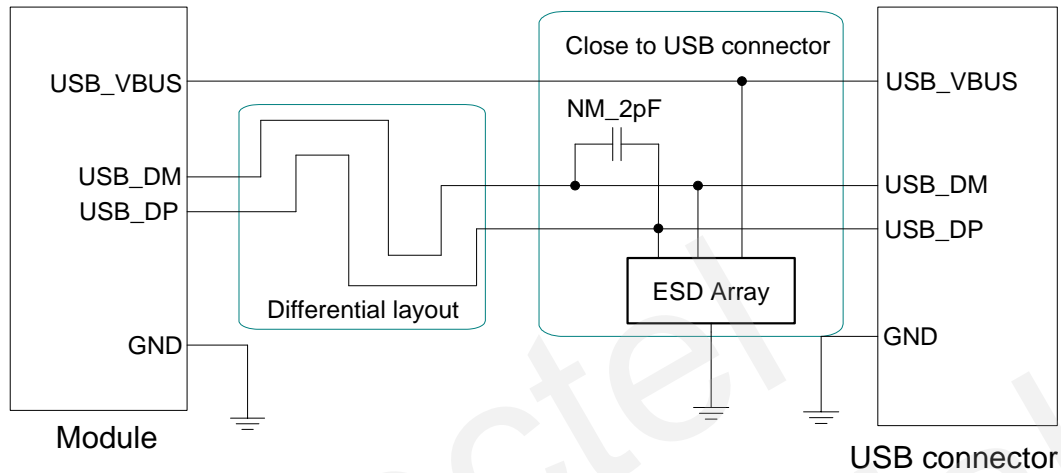 Close to USB connector
USB_VBUS
USB_VBUS
NM_2pF
USB_DM
USB_DM
USB_DP
USB_DP
ESD Array
Differential layout
GND
GND
Module
USB connector